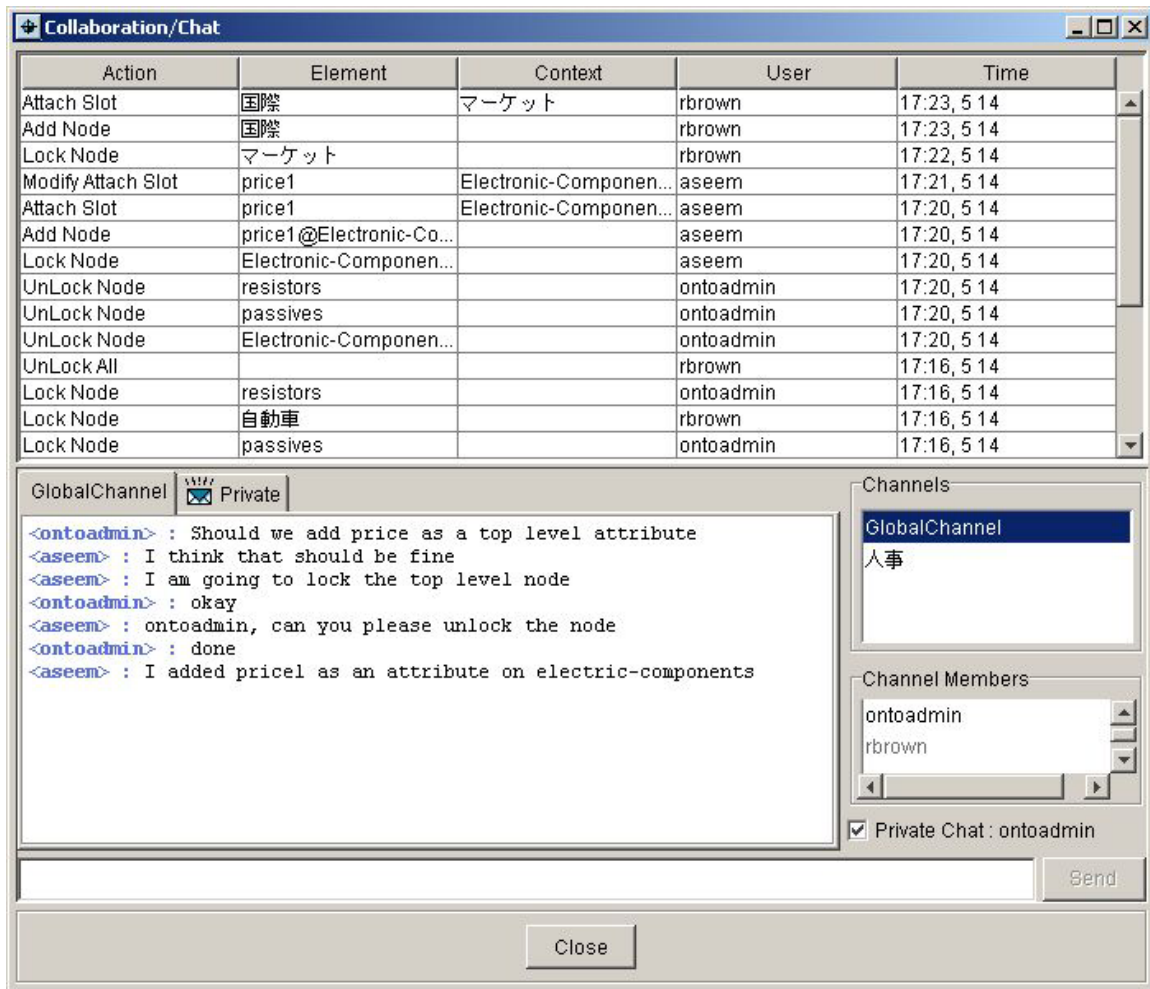 Collaboration/Chat
Action Element Context User Time
Attach Slot 国際 マーケット rbrown 17:23, 5 14
Add Node 国際 rbrown 17:23, 5 14
Lock Node マーケット rbrown 17:22, 5 14
Modify Attach Slot price1 Electronic-Componen... aseem 17:21, 5 14
Attach Slot price1 Electronic-Componen... aseem 17:20, 5 14
Add Node price1@Electronic-Co... aseem 17:20, 5 14
Lock Node Electronic-Componen... aseem 17:20, 5 14
UnLock Node resistors ontoadmin 17:20, 5 14
UnLock Node passives ontoadmin 17:20, 5 14
UnLock Node Electronic-Componen... ontoadmin 17:20, 5 14
UnLock All rbrown 17:16, 5 14
Lock Node resistors ontoadmin 17:16, 5 14
Lock Node 自動車 rbrown 17:16, 5 14
Lock Node passives ontoadmin 17:16, 5 14
GlobalChannel Private
<ontoadmin> : Should we add price as a top level attribute
<aseem> : I think that should be fine
<aseem> : I am going to lock the top level node
<ontoadmin> : okay
<aseem> : ontoadmin, can you please unlock the node
<ontoadmin> : done
<aseem> : I added price1 as an attribute on electric-components
Channels
GlobalChannel
人事
Channel Members
ontoadmin
rbrown
Private Chat : ontoadmin
Send
Close